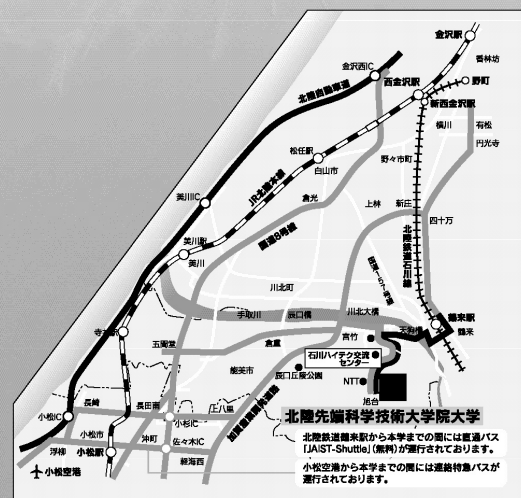 金沢駅
香林坊
金沢西IC
西金沢駅
野町
北陸自動車道
新西金沢駅
横川
有松
松任駅
円光寺
野々市町
白山市
JR北陸本線
美川IC
倉光
上林
新庄
四十万
国道8号線
北陸鉄道石川線
美川駅
美川
国道157号線
川北町
手取川
辰口橋
川北大橋
天狗橋
鶴来駅
鶴来
寺井駅
宮竹
五間堂
倉重
石川ハイテク交流
センター
能美市
辰口丘陵公園
NTT
旭台
長崎
長田南
上八里
小松IC
小杉IC
北陸先端科学技術大学院大学
小松市
沖町
佐々木IC
浮柳
小松駅
軽海西
小松空港
北陸鉄道鶴来駅から本学までの間には直通バス
「JAIST-Shuttle」(無料)が運行されております。
小松空港から本学までの間には連絡特急バスが
運行されております。